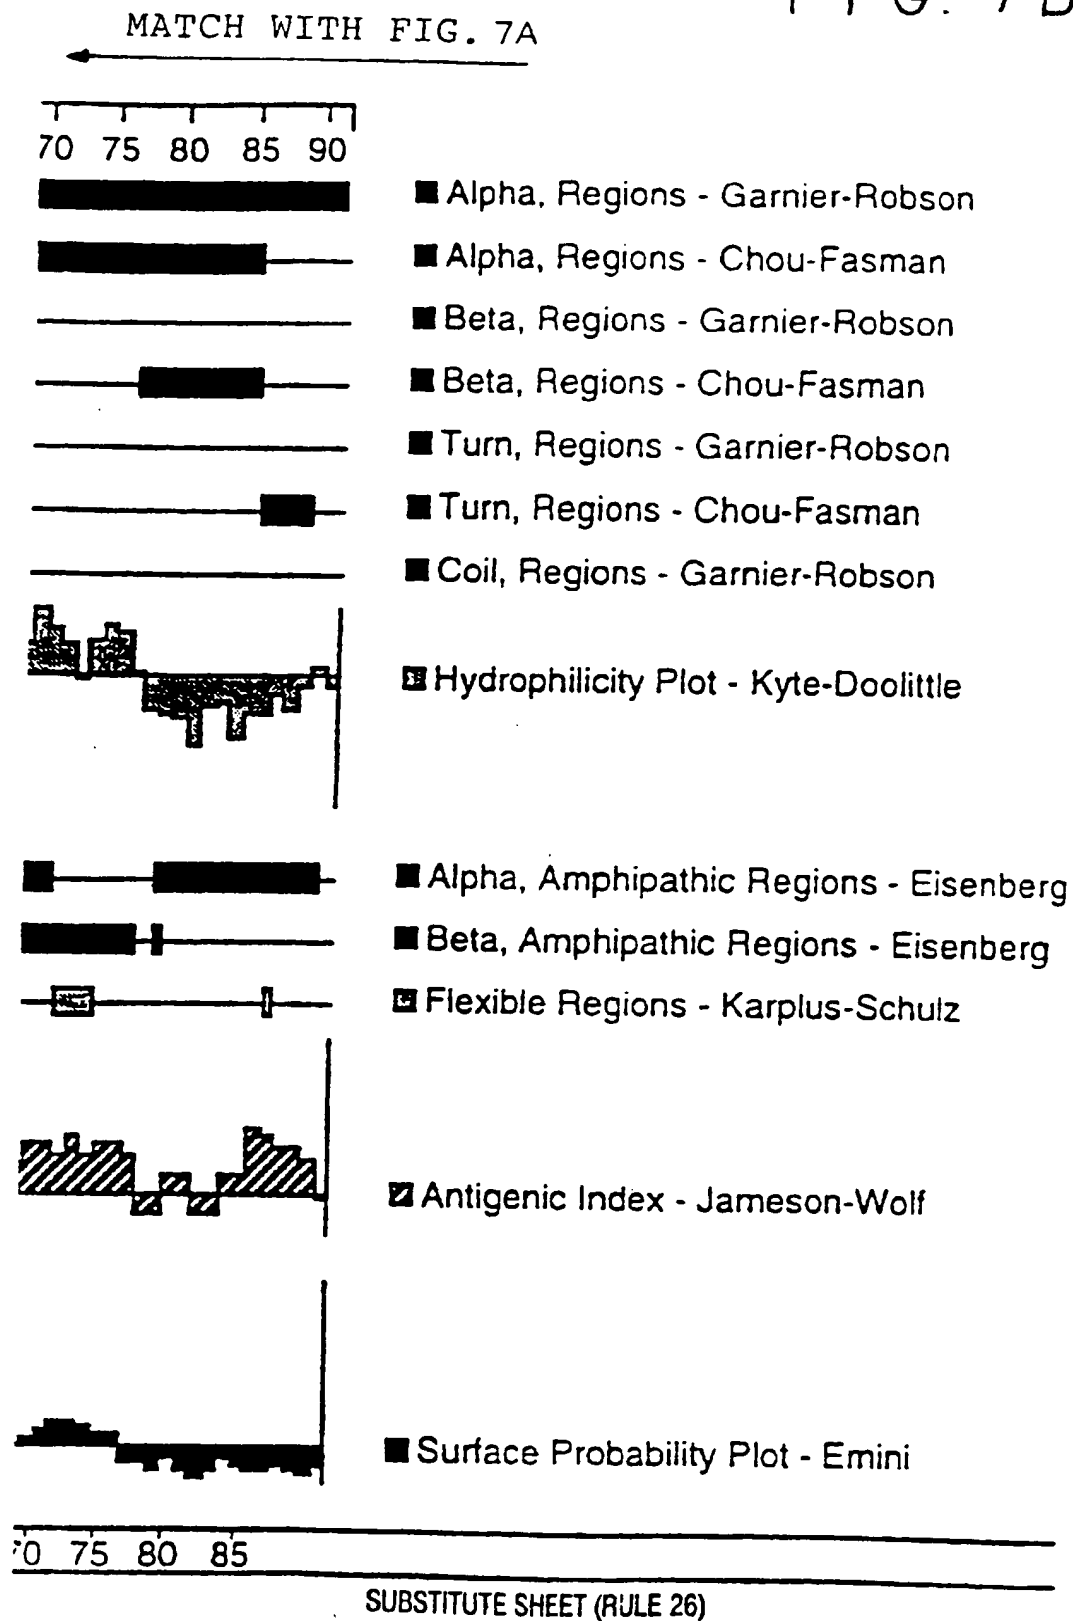 FIG. 7B
MATCH WITH FIG. 7A
70 75 80 85 90
Alpha, Regions - Garnier-Robson
Alpha, Regions - Chou-Fasman
Beta, Regions - Garnier-Robson
Beta, Regions - Chou-Fasman
Turn, Regions - Garnier-Robson
Turn, Regions - Chou-Fasman
Coil, Regions - Garnier-Robson
Hydrophilicity Plot - Kyte-Doolittle
Alpha, Amphipathic Regions - Eisenberg
Beta, Amphipathic Regions - Eisenberg
Flexible Regions - Karplus-Schulz
Antigenic Index - Jameson-Wolf
Surface Probability Plot - Emini
70 75 80 85
SUBSTITUTE SHEET (RULE 26)